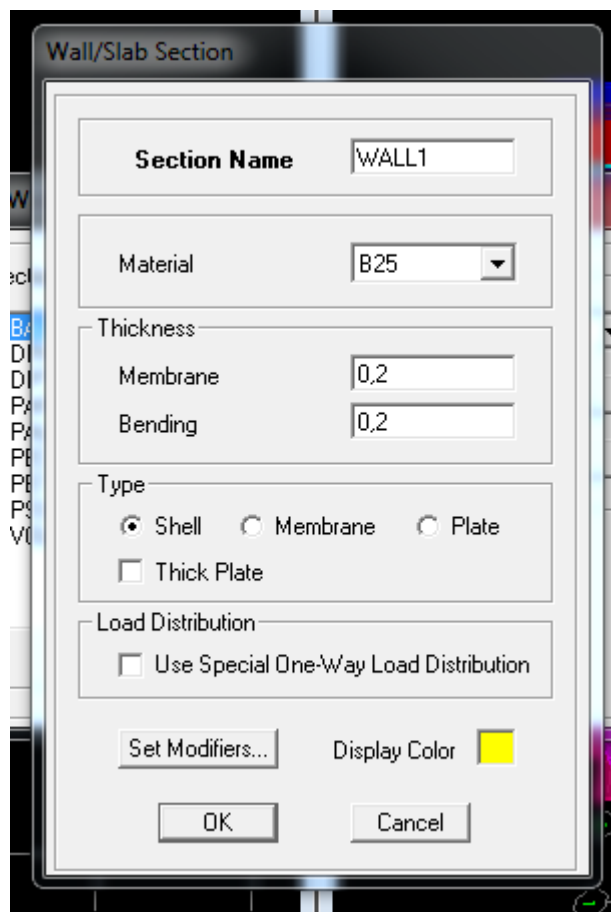 Wall/Slab Section
Section Name WALL1
Material B25
Thickness
Membrane 0,2
Bending 0,2
Type
Shell Membrane Plate
Thick Plate
Load Distribution
Use Special One-Way Load Distribution
Set Modifiers... Display Color
OK Cancel